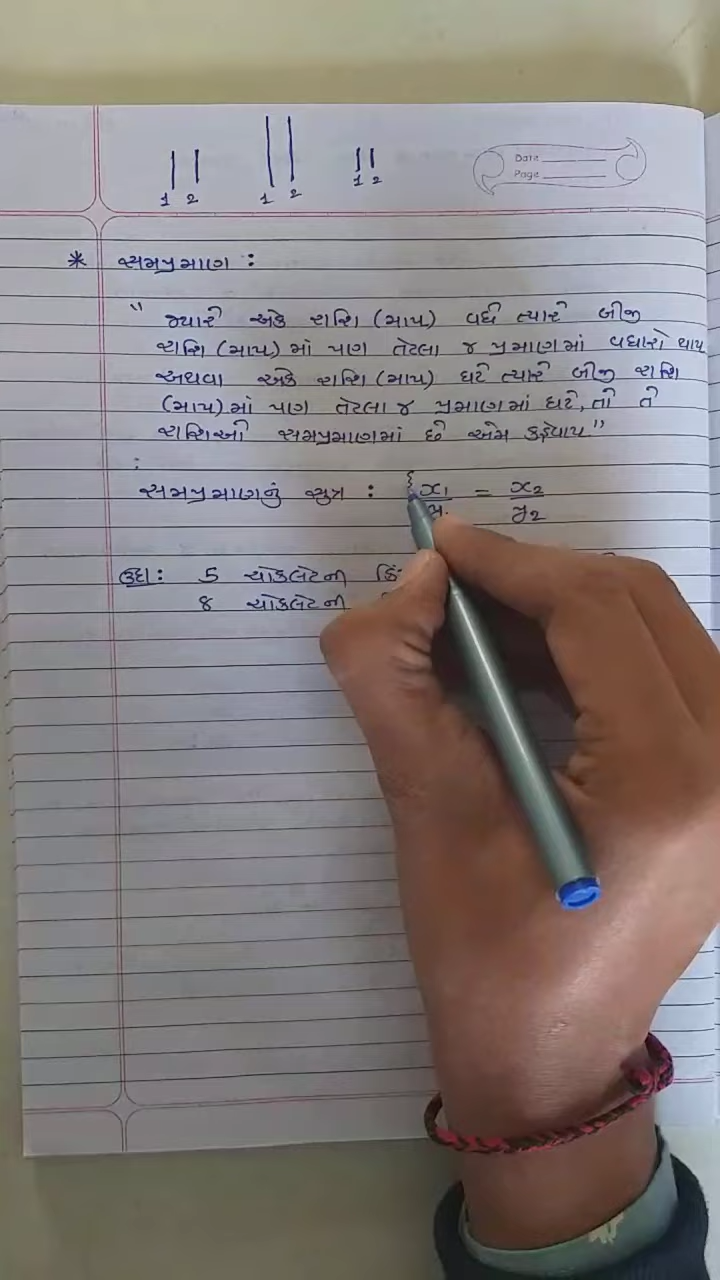 1 2 1 2 1 2
Date
Page
* સમપ્રમાણ :
" જ્યારે એક રાશિ (માપ) વધે ત્યારે બીજી
રાશિ (માપ) માં પણ તેટલા જ પ્રમાણમાં વધારો થાય
અથવા એક રાશિ (માપ) ઘટે ત્યારે બીજી રાશિ
(માપ) માં પણ તેટલા જ પ્રમાણમાં ઘટે, તો તે
રાશિઓ સમપ્રમાણમાં છે એમ કહેવાય"
:
સમપ્રમાણનું સુત્ર : { x₁ = x₂
y₂
ઉદા : 5 ચોકલેટની
8 ચોકલેટની